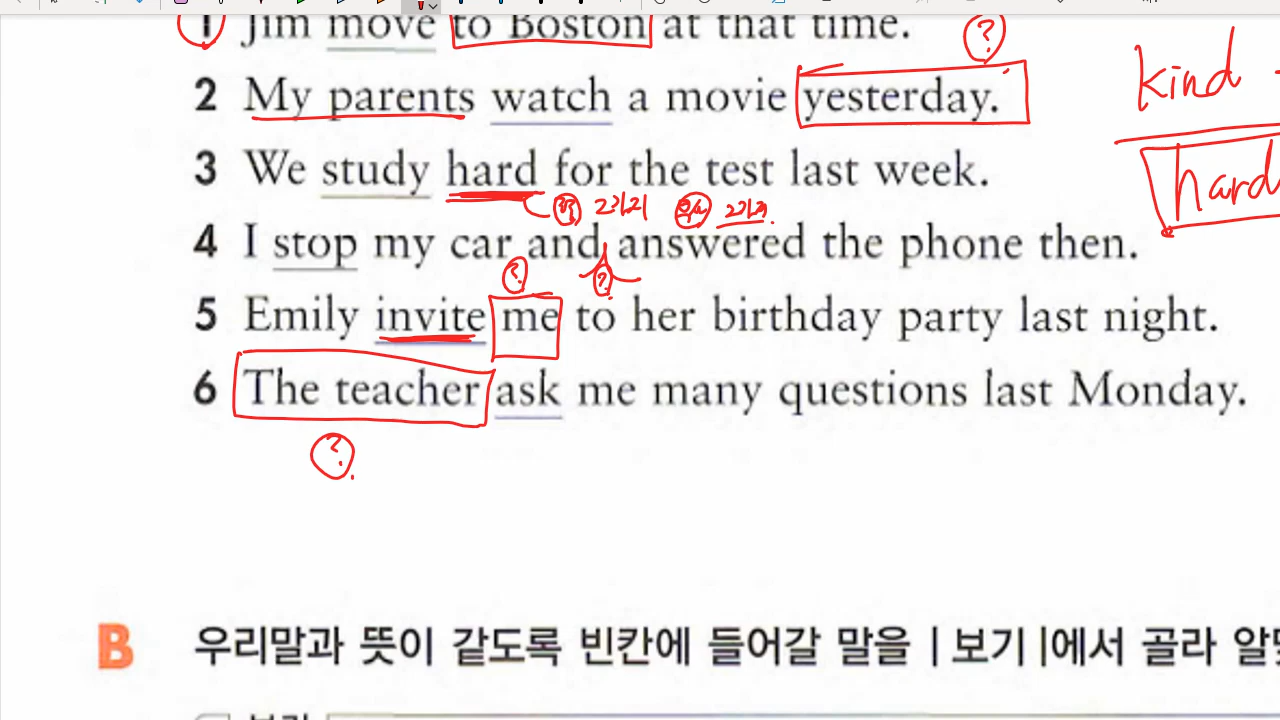 1 Jim move to Boston at that time.
?
2 My parents watch a movie yesterday.
kind
3 We study hard for the test last week.
hard
4 I stop my car and answered the phone then.
? ?
5 Emily invite me to her birthday party last night.
6 The teacher ask me many questions last Monday.
?
B 우리말과 뜻이 같도록 빈칸에 들어갈 말을 | 보기 |에서 골라